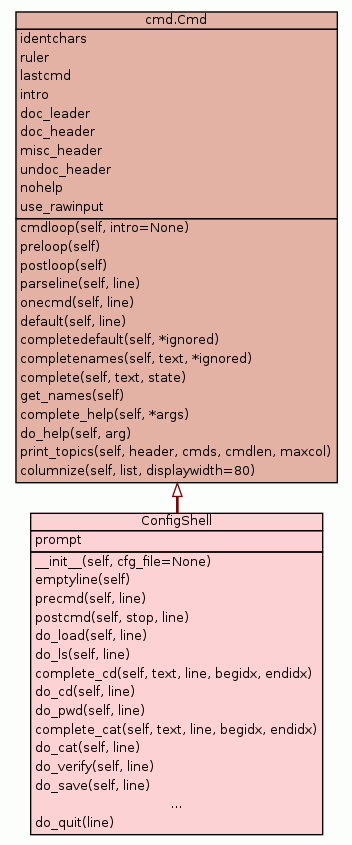 cmd.Cmd
identchars
ruler
lastcmd
intro
doc_leader
doc_header
misc_header
undoc_header
nohelp
use_rawinput
cmdloop(self, intro=None)
preloop(self)
postloop(self)
parseline(self, line)
onecmd(self, line)
default(self, line)
completedefault(self, *ignored)
completenames(self, text, *ignored)
complete(self, text, state)
get_names(self)
complete_help(self, *args)
do_help(self, arg)
print_topics(self, header, cmds, cmdlen, maxcol)
columnize(self, list, displaywidth=80)
ConfigShell
prompt
__init__(self, cfg_file=None)
emptyline(self)
precmd(self, line)
postcmd(self, stop, line)
do_load(self, line)
do_ls(self, line)
complete_cd(self, text, line, begidx, endidx)
do_cd(self, line)
do_pwd(self, line)
complete_cat(self, text, line, begidx, endidx)
do_cat(self, line)
do_verify(self, line)
do_save(self, line)
...
do_quit(line)